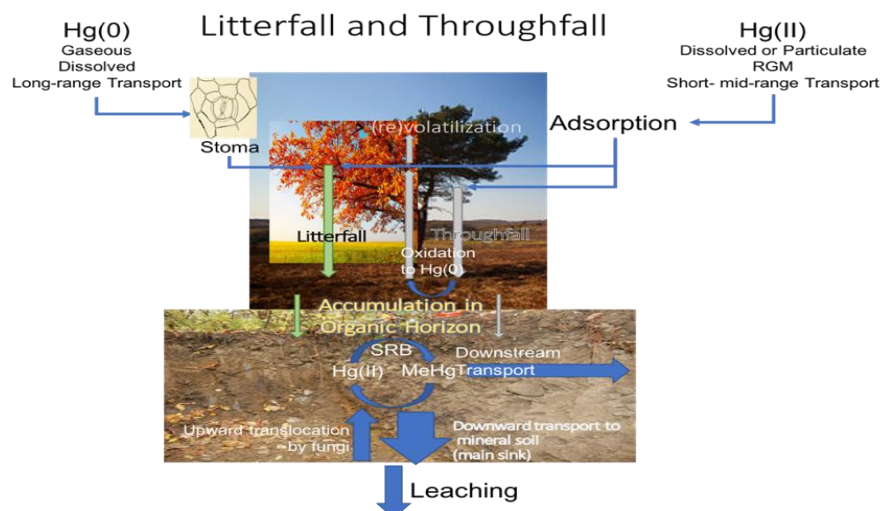 Litterfall and Throughfall
Hg(0)
Gaseous
Dissolved
Long-range Transport
Hg(II)
Dissolved or Particulate
RGM
Short- mid-range Transport
Stoma
(re)volatilization
Adsorption
Litterfall
Throughfall
Oxidation
to Hg(0)
Accumulation in
Organic Horizon
SRB
Hg(II)
MeHg
Downstream
Transport
Upward translocation
by fungi
Downward transport to
mineral soil
(main sink)
Leaching